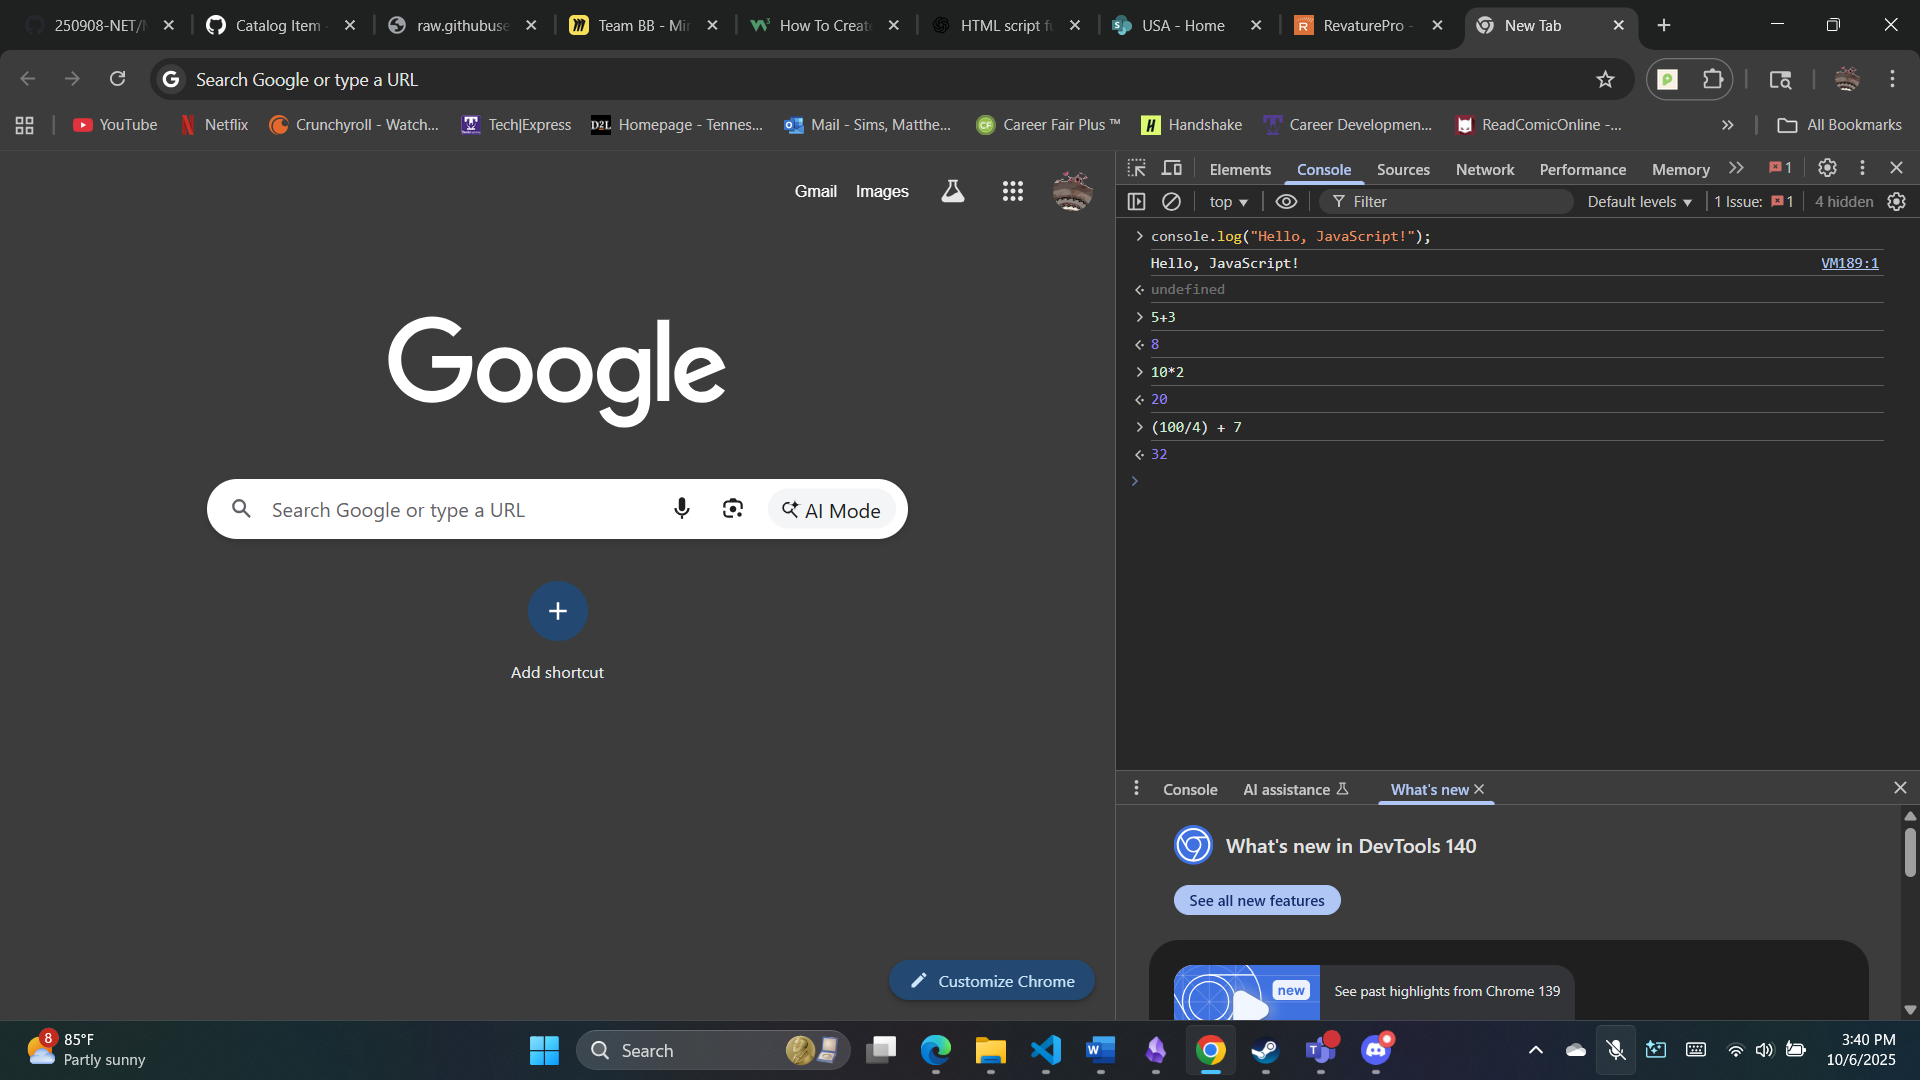 250908-NET/
Catalog Item
raw.githubuse
Team BB - Mir
How To Create
HTML script fu
USA - Home
RevaturePro -
New Tab
Search Google or type a URL
YouTube
Netflix
Crunchyroll - Watch...
Tech|Express
D2L
Homepage - Tennes...
Mail - Sims, Matthe...
CF
Career Fair Plus ™
Handshake
Career Developmen...
ReadComicOnline -...
All Bookmarks
Gmail
Images
Google
Search Google or type a URL
AI Mode
Add shortcut
Customize Chrome
Elements
Console
Sources
Network
Performance
Memory
1
top
Filter
Default levels
1 Issue: 1
4 hidden
console.log("Hello, JavaScript!");
Hello, JavaScript! VM189:1
undefined
5+3
8
10*2
20
(100/4) + 7
32
Console
AI assistance
What's new
What's new in DevTools 140
See all new features
new
See past highlights from Chrome 139
8
85°F
Partly sunny
Search
3:40 PM
10/6/2025